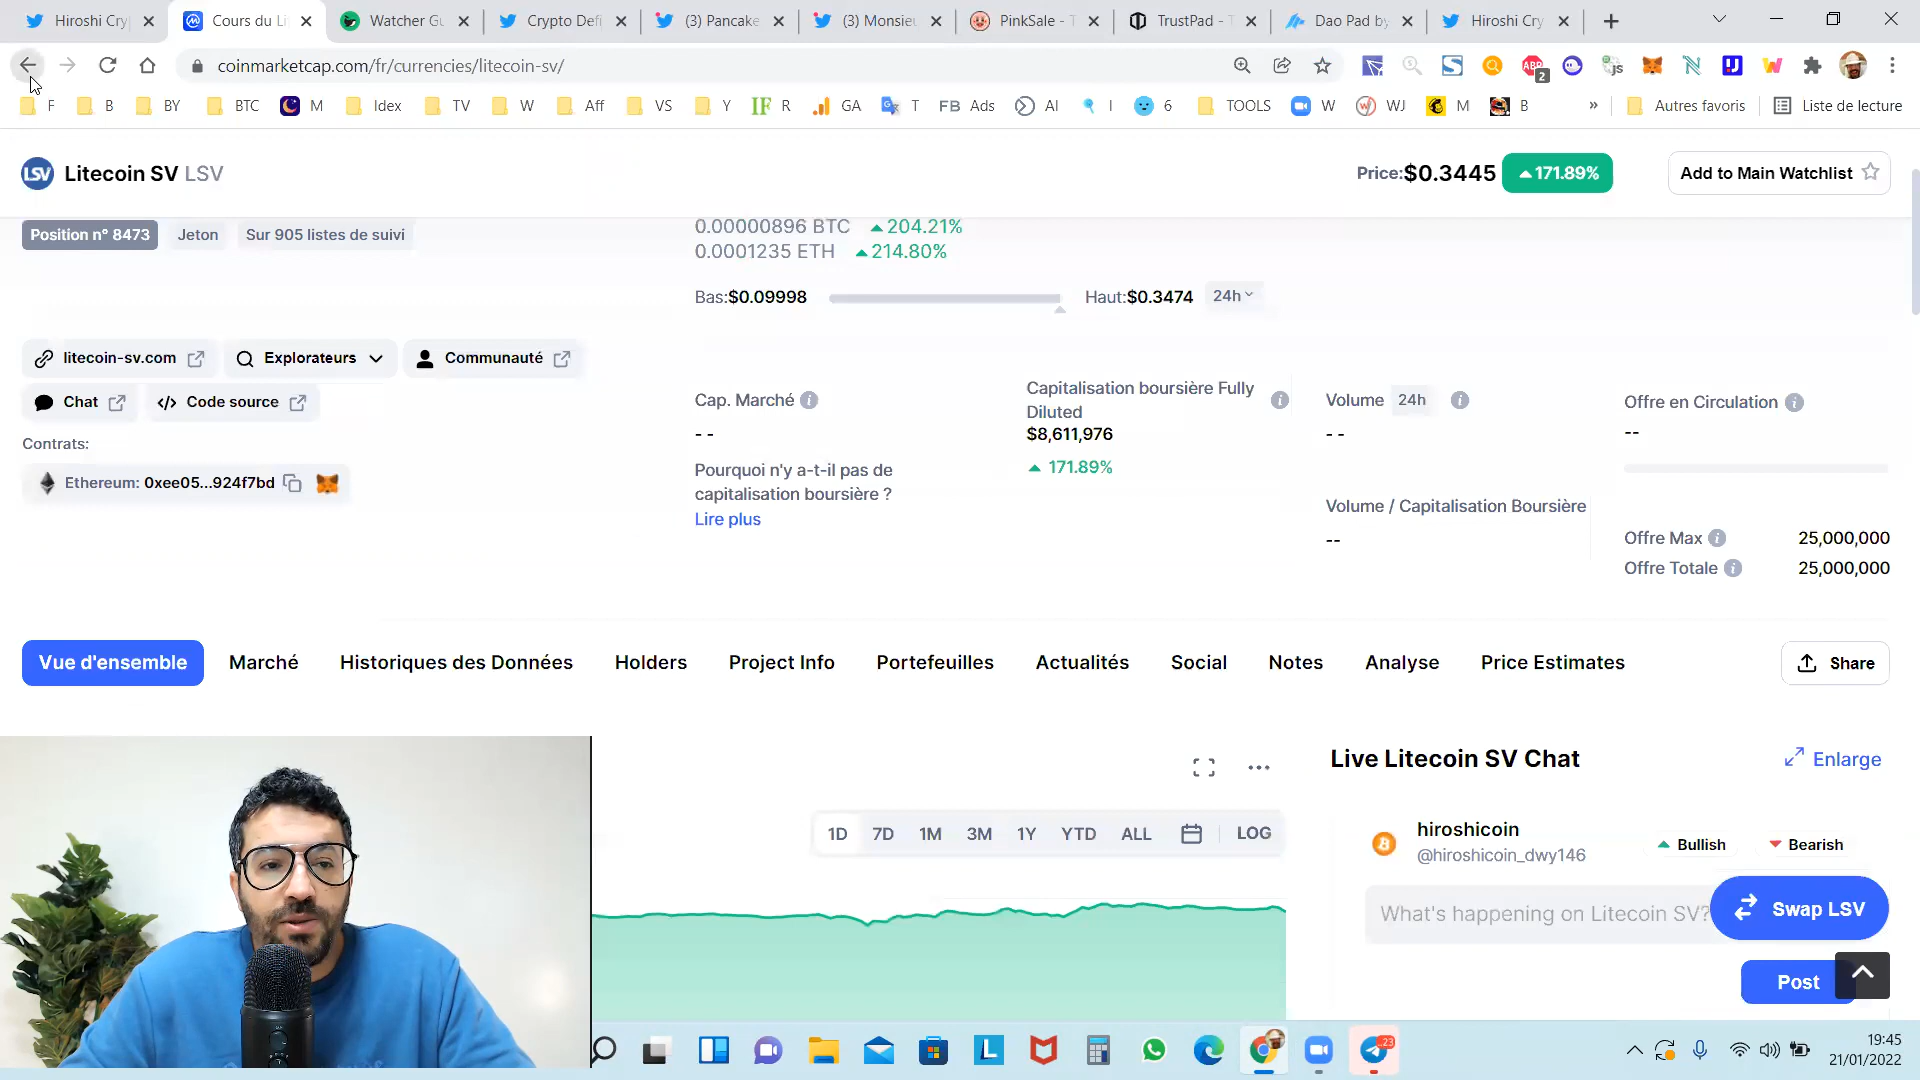 Hiroshi Cry
Cours du Li
Watcher Gu
Crypto Defi
(3) Pancake
(3) Monsieu
PinkSale - T
TrustPad - T
Dao Pad by
Hiroshi Cry
coinmarketcap.com/fr/currencies/litecoin-sv/
ABP
2
JS
F
B
BY
BTC
M
Idex
TV
W
Aff
VS
Y
IF R
GA
T
FB Ads
AI
I
6
TOOLS
W
WJ
M
B
»
Autres favoris
Liste de lecture
LSV Litecoin SV LSV
Price:$0.3445 171.89%
Add to Main Watchlist
Position n° 8473
Jeton
Sur 905 listes de suivi
0.00000896 BTC 204.21%
0.0001235 ETH 214.80%
Bas:$0.09998
Haut:$0.3474
24h
litecoin-sv.com
Explorateurs
Communauté
Chat
Code source
Contrats:
Ethereum: 0xee05...924f7bd
Cap. Marché
- -
Pourquoi n'y a-t-il pas de
capitalisation boursière ?
Lire plus
Capitalisation boursière Fully
Diluted
$8,611,976
171.89%
Volume 24h
- -
Volume / Capitalisation Boursière
--
Offre en Circulation
--
Offre Max 25,000,000
Offre Totale 25,000,000
Vue d'ensemble
Marché
Historiques des Données
Holders
Project Info
Portefeuilles
Actualités
Social
Notes
Analyse
Price Estimates
Share
1D
7D
1M
3M
1Y
YTD
ALL
LOG
Live Litecoin SV Chat
Enlarge
hiroshicoin
@hiroshicoin_dwy146
Bullish
Bearish
What's happening on Litecoin SV?
Swap LSV
Post
L
23
19:45
21/01/2022